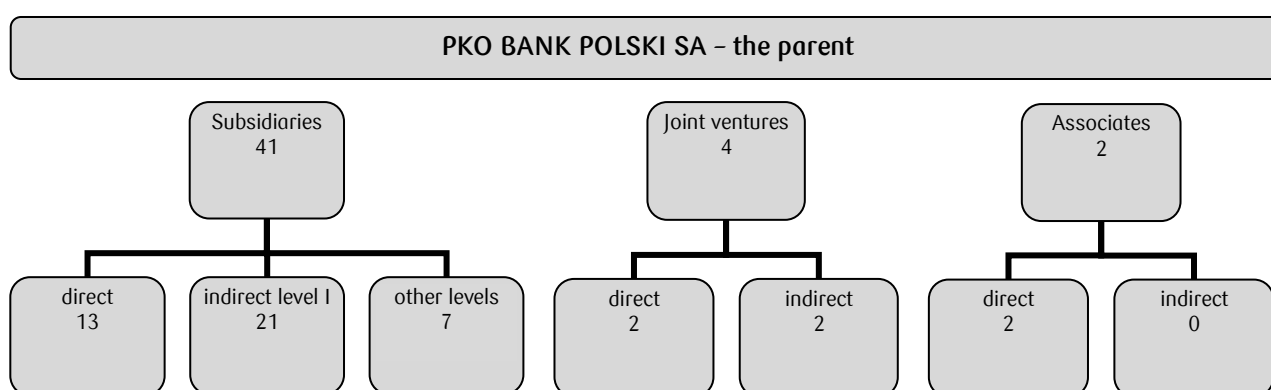 PKO BANK POLSKI SA – the parent
Subsidiaries
41
Joint ventures
4
Associates
2
direct
13
indirect level I
21
other levels
7
direct
2
indirect
2
direct
2
indirect
0